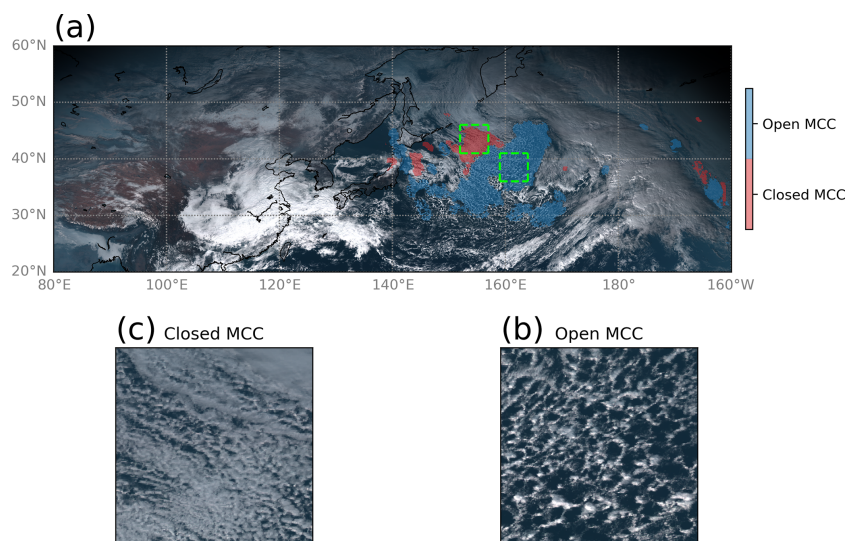 (a)
60°N
50°N
40°N
30°N
20°N
80°E
100°E
120°E
140°E
160°E
180°
160°W
Open MCC
Closed MCC
(c) Closed MCC
(b) Open MCC